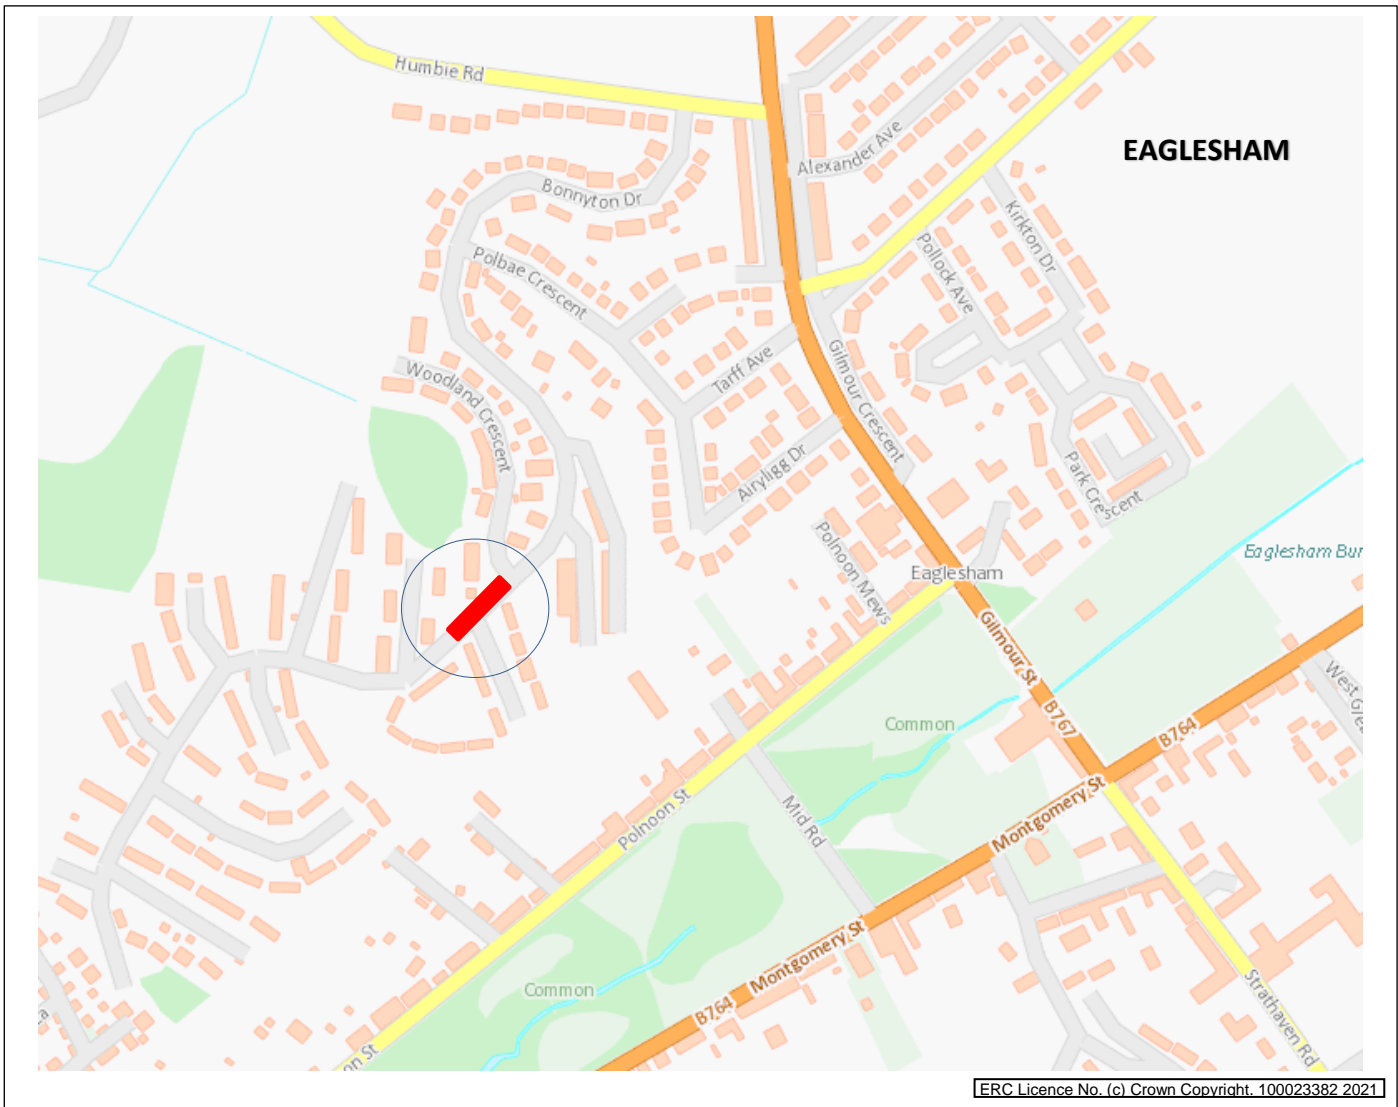 Humbie Rd
EAGLESHAM
Alexander Ave
Bonnyton Dr
Kirkton Dr
Pollock Ave
Polbae Crescent
Tarff Ave
Gilmour Crescent
Woodland Crescent
Airyligg Dr
Park Crescent
Polnoon Mews
Eaglesham Bur
Eaglesham
Gilmour St
B767
West Gle
Common
B764
Polnoon St
Mid Rd
Montgomery St
Montgomery St
B764
Common
Strathaven Rd
on St
ERC Licence No. (c) Crown Copyright. 100023382 2021